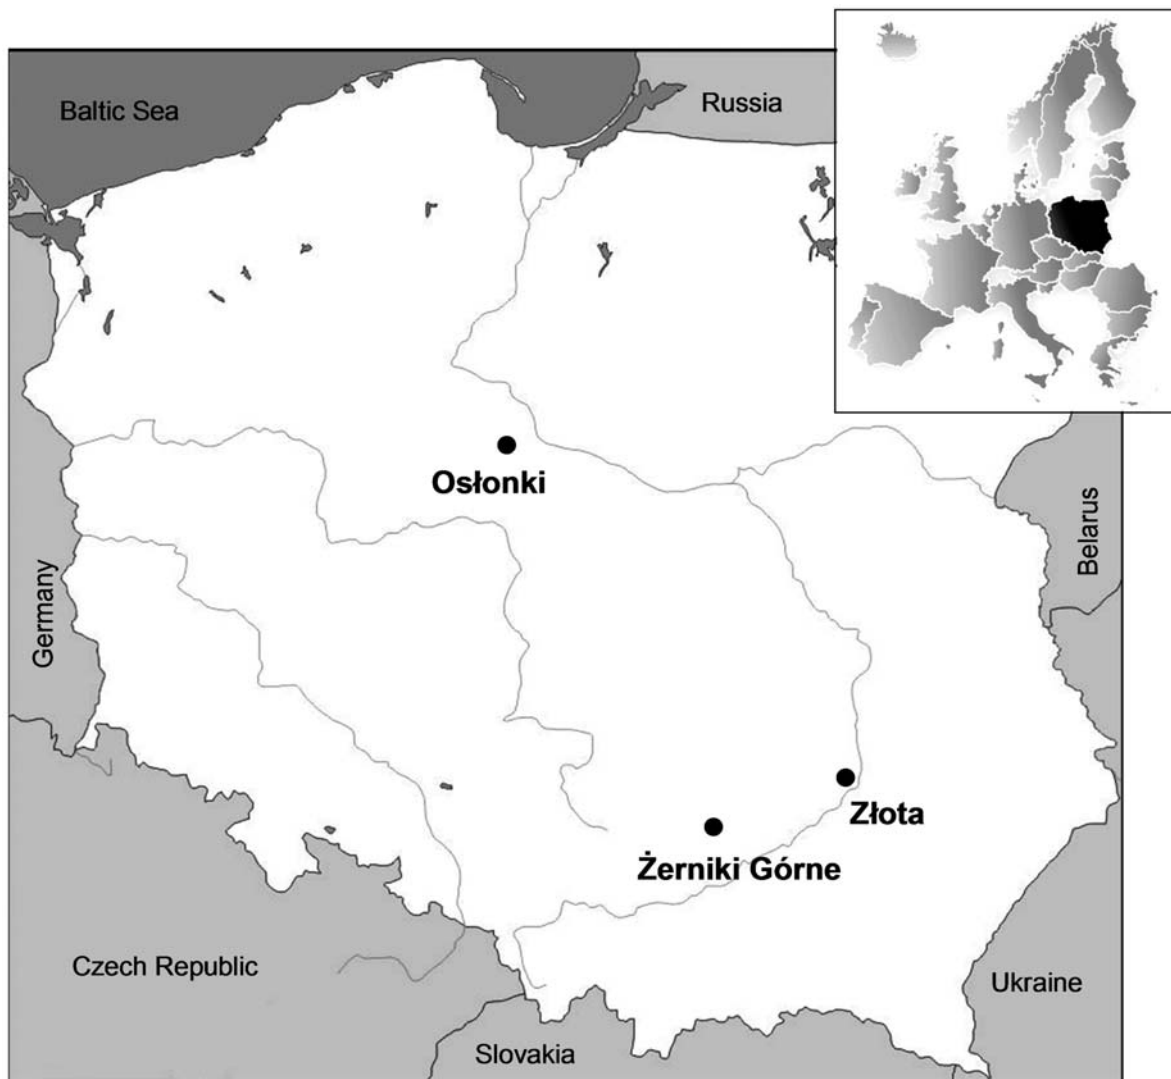 Baltic Sea
Russia
Osłonki
Belarus
Germany
Złota
Żerniki Górne
Czech Republic
Ukraine
Slovakia